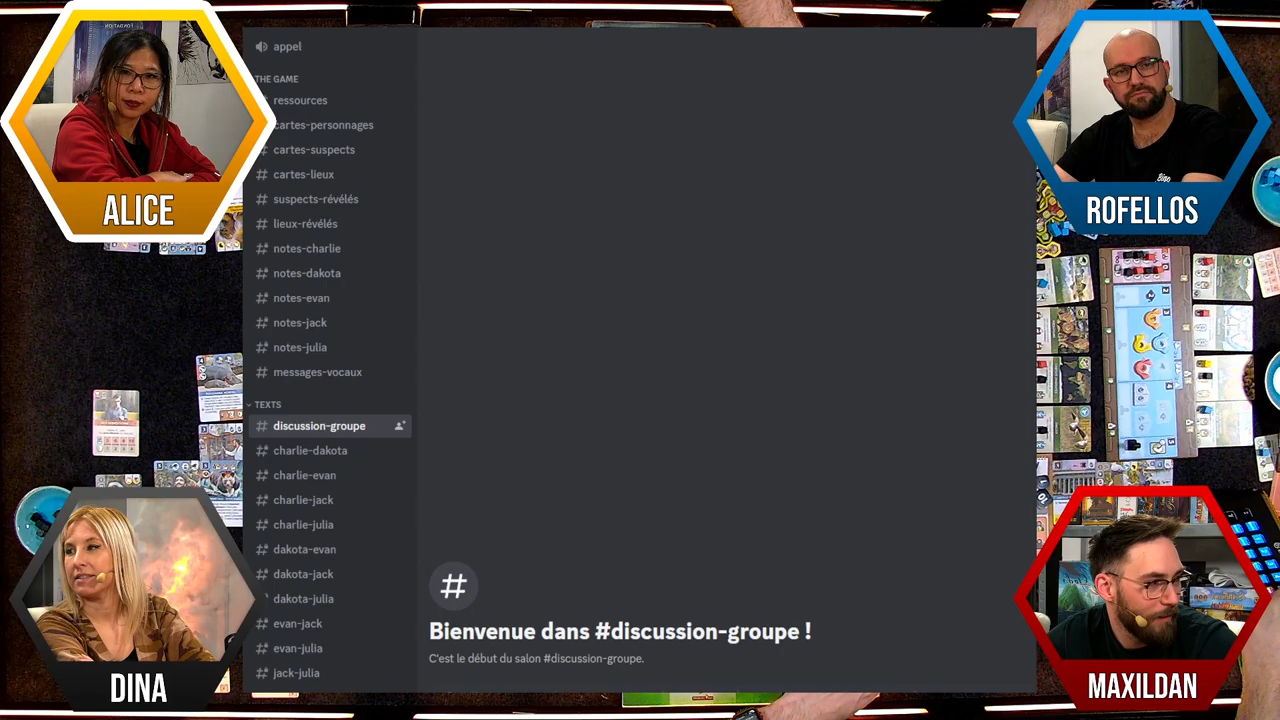 appel
THE GAME
ressources
cartes-personnages
cartes-suspects
cartes-lieux
suspects-révélés
lieux-révélés
notes-charlie
notes-dakota
notes-evan
notes-jack
notes-julia
messages-vocaux
TEXTS
discussion-groupe
charlie-dakota
charlie-evan
charlie-jack
charlie-julia
dakota-evan
dakota-jack
dakota-julia
evan-jack
evan-julia
jack-julia
# Bienvenue dans #discussion-groupe !
C'est le début du salon #discussion-groupe.
ALICE
ROFELLOS
DINA
MAXILDAN